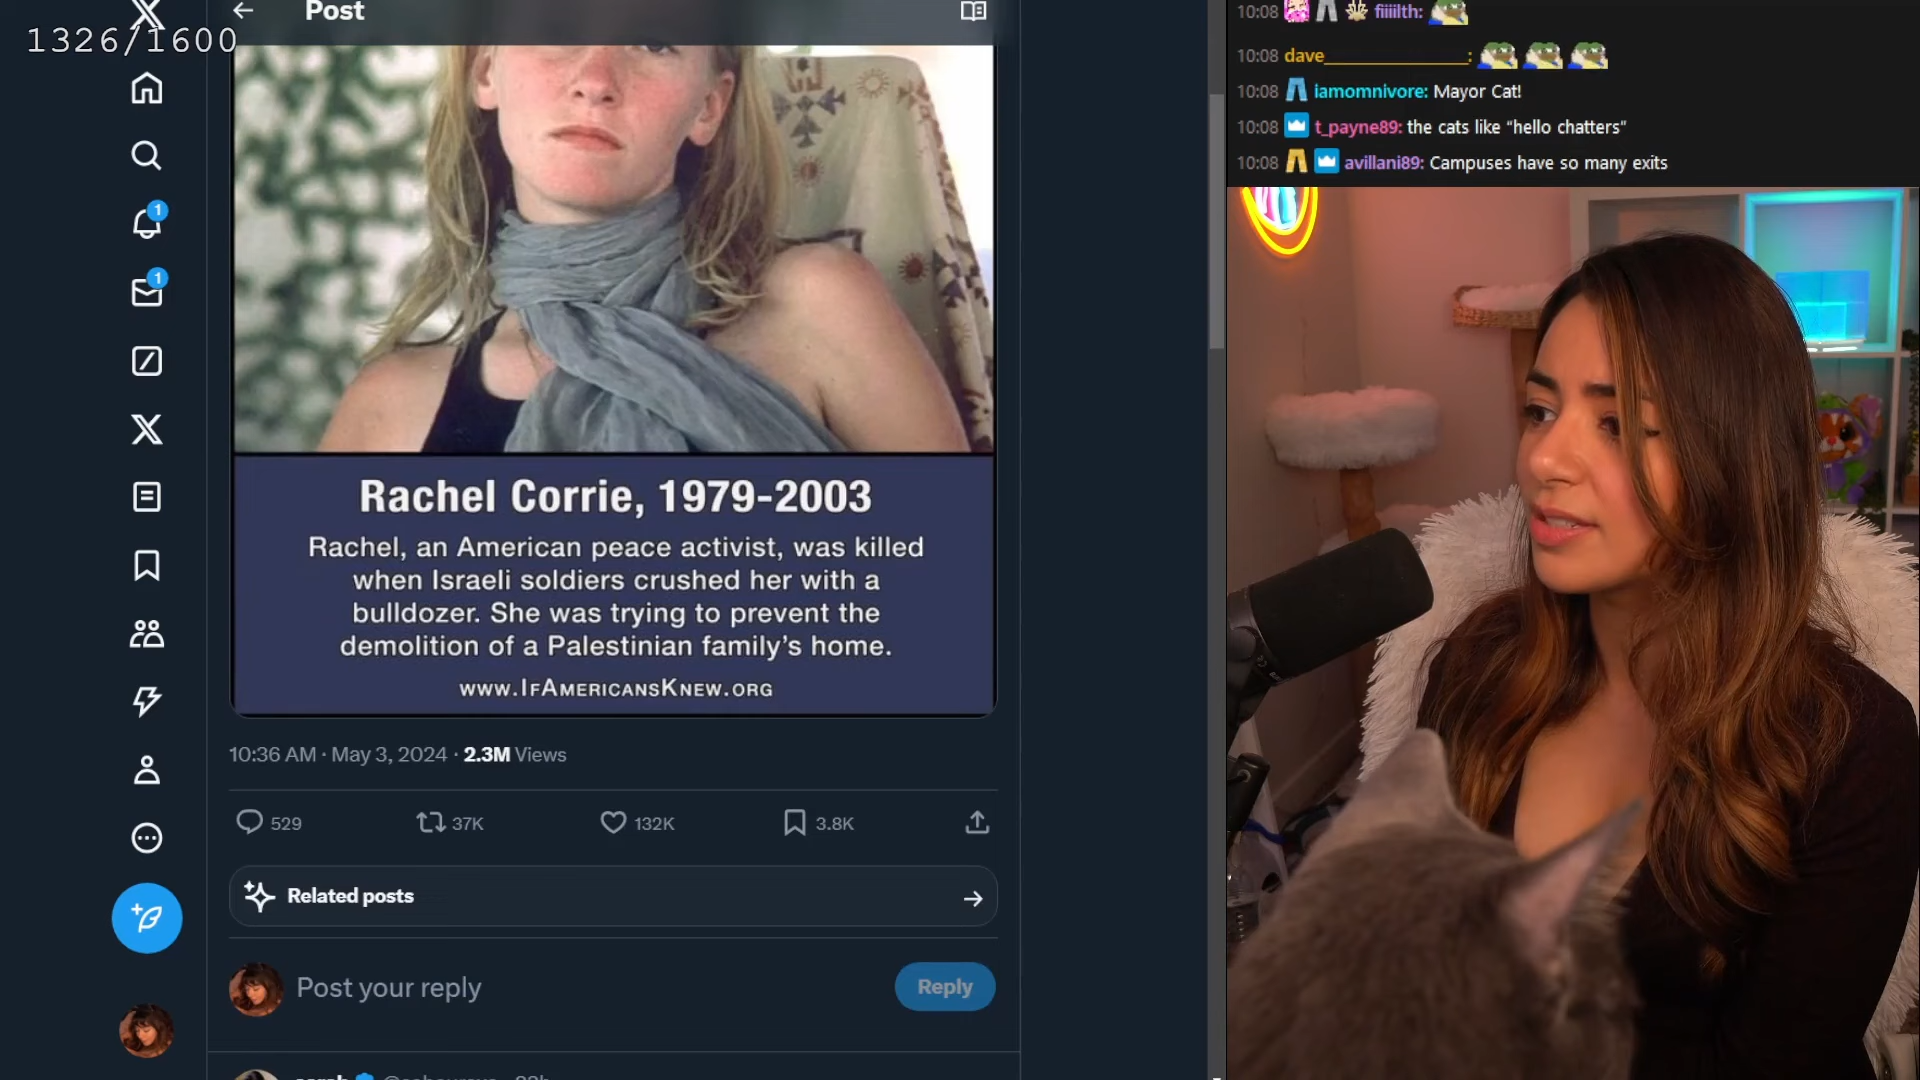 Post
1326/1600
1
1
Rachel Corrie, 1979-2003
Rachel, an American peace activist, was killed
when Israeli soldiers crushed her with a
bulldozer. She was trying to prevent the
demolition of a Palestinian family's home.
www.IfAmericansKnew.org
10:36 AM · May 3, 2024 · 2.3M Views
529 37K 132K 3.8K
Related posts
Post your reply
Reply
10:08 fiiiilth:
10:08 dave______________:
10:08 iamomnivore: Mayor Cat!
10:08 t_payne89: the cats like “hello chatters”
10:08 avillani89: Campuses have so many exits